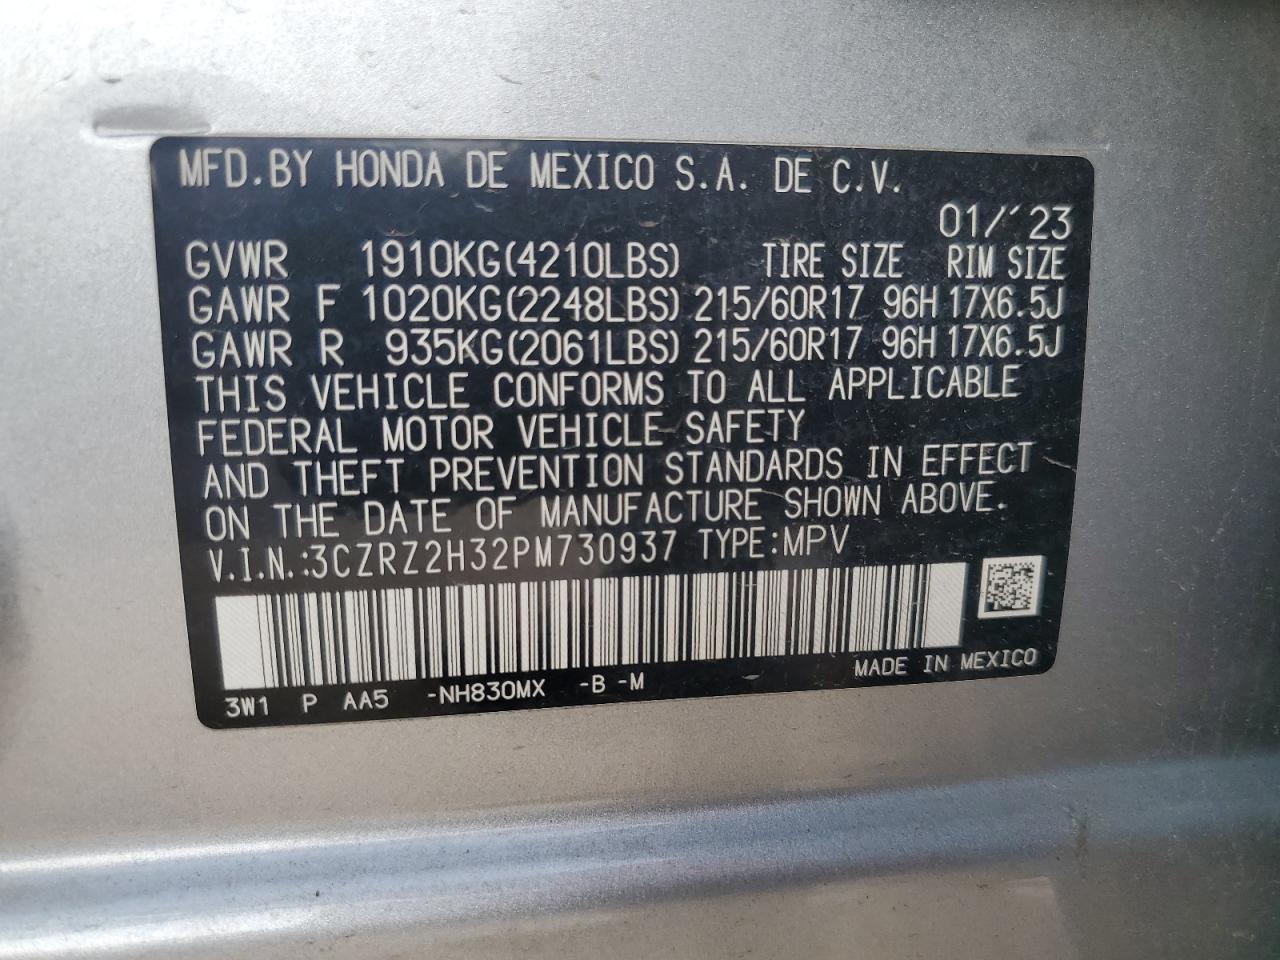 MFD.BY HONDA DE MEXICO S.A. DE C.V.
01/'23
GVWR 1910KG(4210LBS) TIRE SIZE RIM SIZE
GAWR F 1020KG(2248LBS) 215/60R17 96H 17X6.5J
GAWR R 935KG(2061LBS) 215/60R17 96H 17X6.5J
THIS VEHICLE CONFORMS TO ALL APPLICABLE
FEDERAL MOTOR VEHICLE SAFETY
AND THEFT PREVENTION STANDARDS IN EFFECT
ON THE DATE OF MANUFACTURE SHOWN ABOVE.
V.I.N.:3CZRZ2H32PM730937 TYPE:MPV
MADE IN MEXICO
3W1 P AA5 -NH830MX -B -M